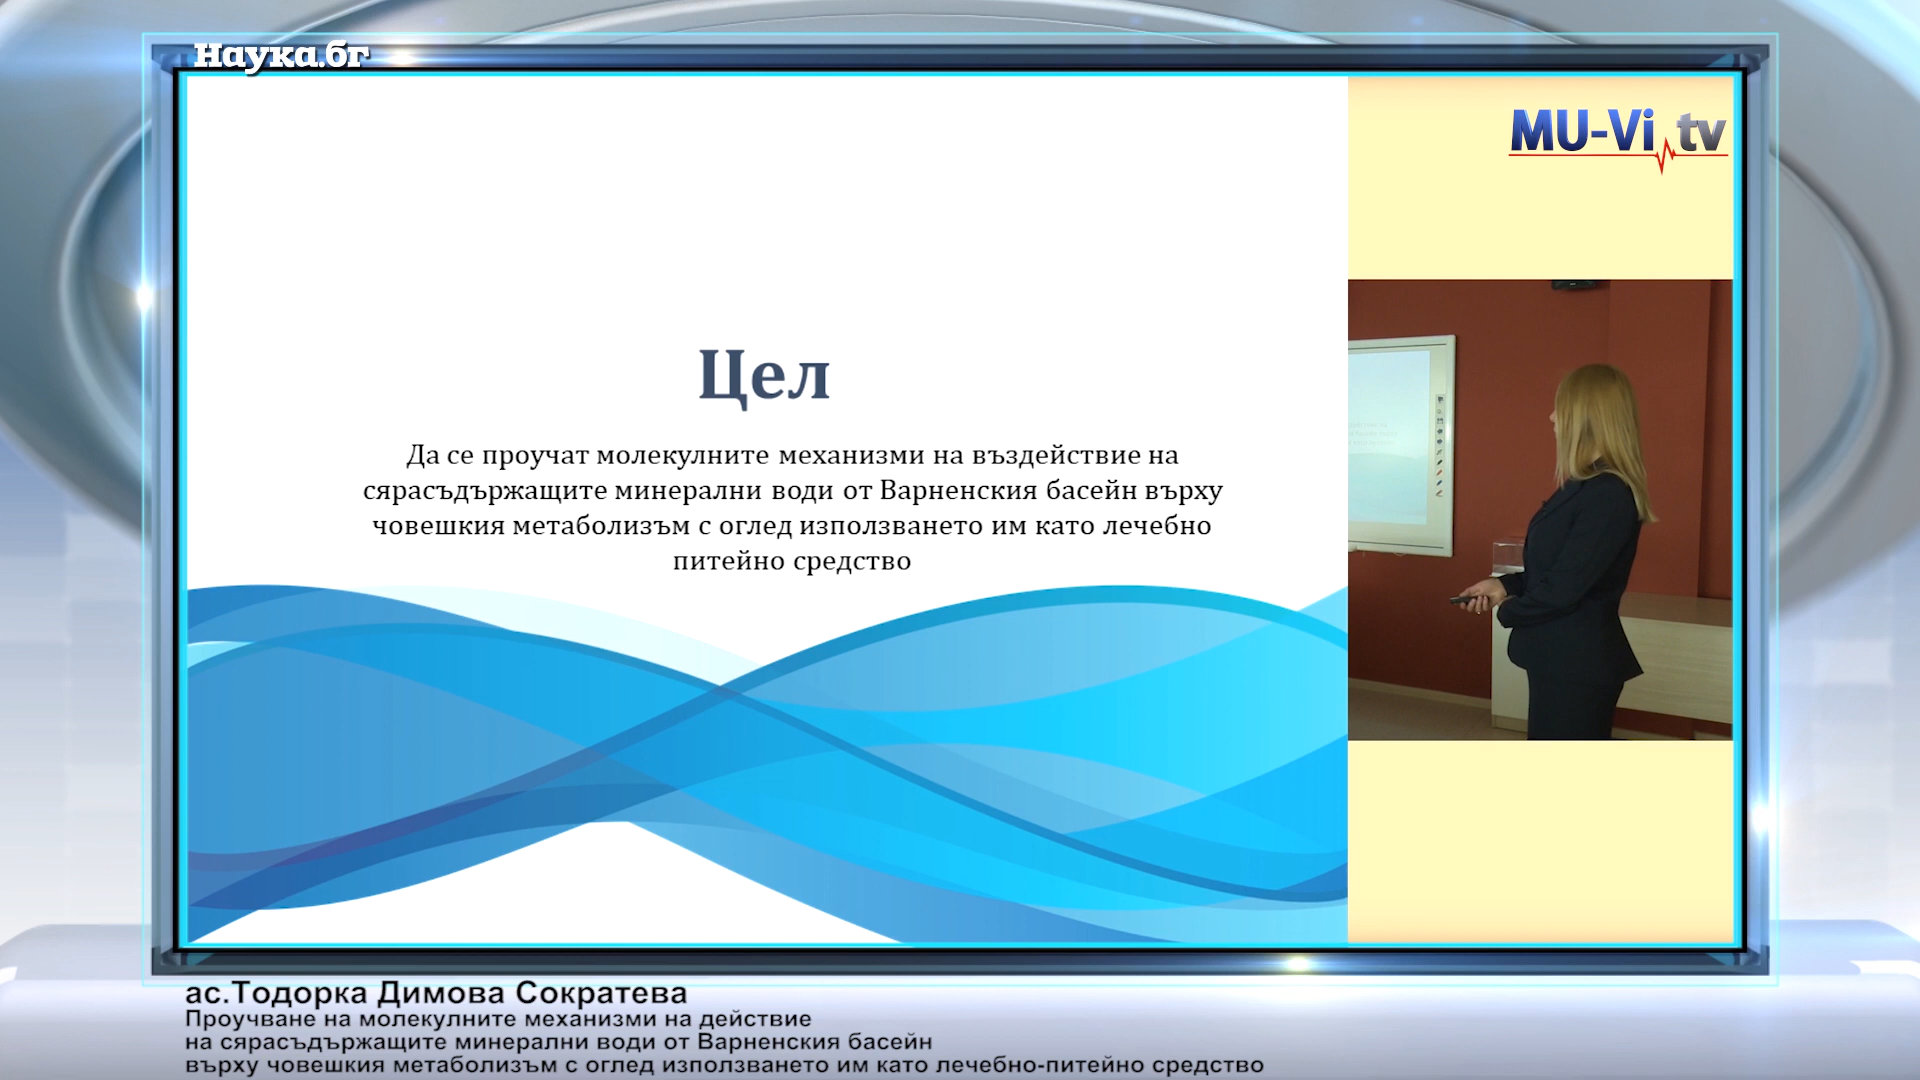 Наука.бг
MU-Vi.tv
Цел
Да се проучат молекулните механизми на въздействие на
сярасъдържащите минерални води от Варненския басейн върху
човешкия метаболизъм с оглед използването им като лечебно
питейно средство
ас.Тодорка Димова Сократева
Проучване на молекулните механизми на действие
на сярасъдържащите минерални води от Варненския басейн
върху човешкия метаболизъм с оглед използването им като лечебно-питейно средство